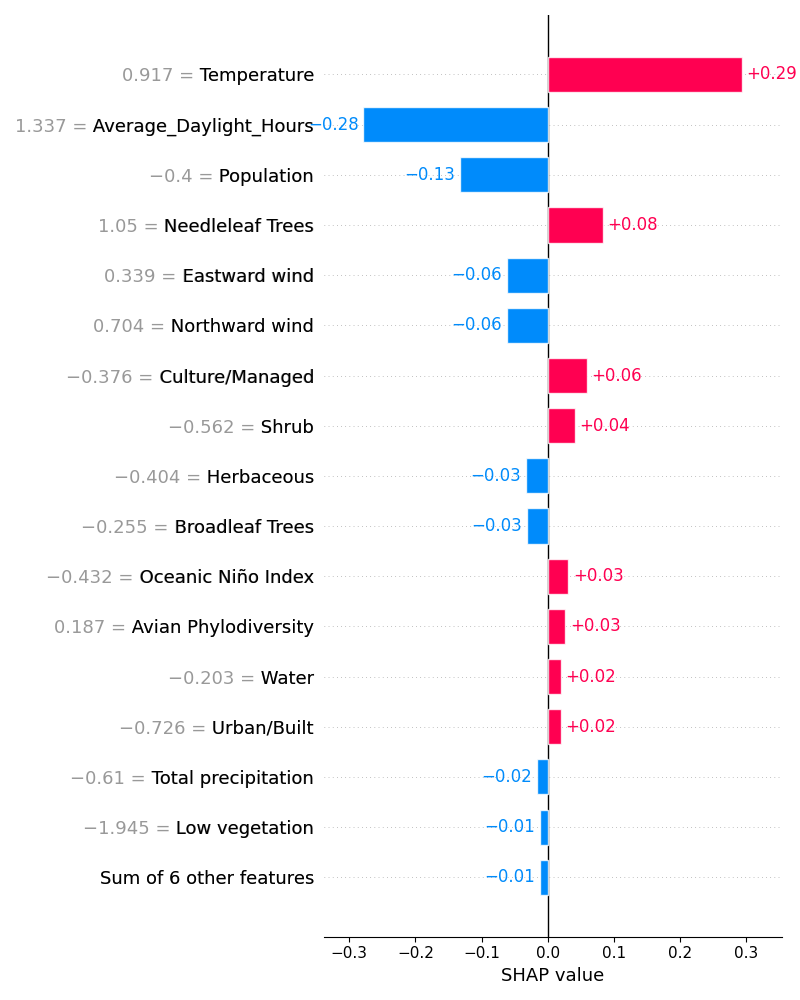 0.917 = Temperature +0.29
1.337 = Average_Daylight_Hours −0.28
−0.4 = Population −0.13
1.05 = Needleleaf Trees +0.08
0.339 = Eastward wind −0.06
0.704 = Northward wind −0.06
−0.376 = Culture/Managed +0.06
−0.562 = Shrub +0.04
−0.404 = Herbaceous −0.03
−0.255 = Broadleaf Trees −0.03
−0.432 = Oceanic Niño Index +0.03
0.187 = Avian Phylodiversity +0.03
−0.203 = Water +0.02
−0.726 = Urban/Built +0.02
−0.61 = Total precipitation −0.02
−1.945 = Low vegetation −0.01
Sum of 6 other features −0.01
−0.3 −0.2 −0.1 0.0 0.1 0.2 0.3
SHAP value